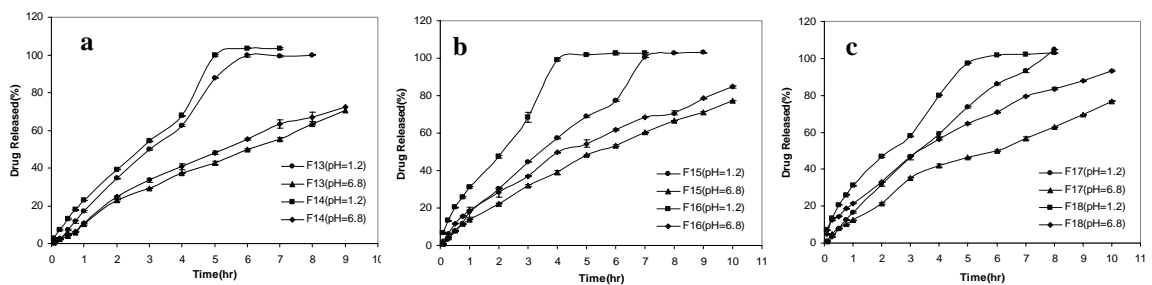 a
120
100
80
60
40
20
0
Drug Released(%)
0 1 2 3 4 5 6 7 8 9 10
Time(hr)
F13(pH=1.2)
F13(pH=6.8)
F14(pH=1.2)
F14(pH=6.8)
b
120
100
80
60
40
20
0
Drug Released(%)
0 1 2 3 4 5 6 7 8 9 10 11
Time(hr)
F15(pH=1.2)
F15(pH=6.8)
F16(pH=1.2)
F16(pH=6.8)
c
120
100
80
60
40
20
0
Drug Released(%)
0 1 2 3 4 5 6 7 8 9 10 11
Time(hr)
F17(pH=1.2)
F17(pH=6.8)
F18(pH=1.2)
F18(pH=6.8)